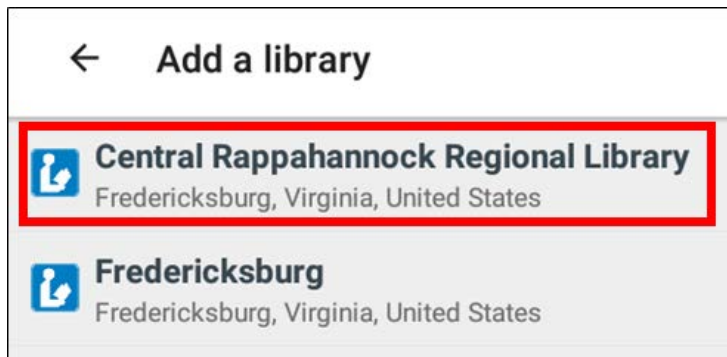 Add a library
Central Rappahannock Regional Library
Fredericksburg, Virginia, United States
Fredericksburg
Fredericksburg, Virginia, United States